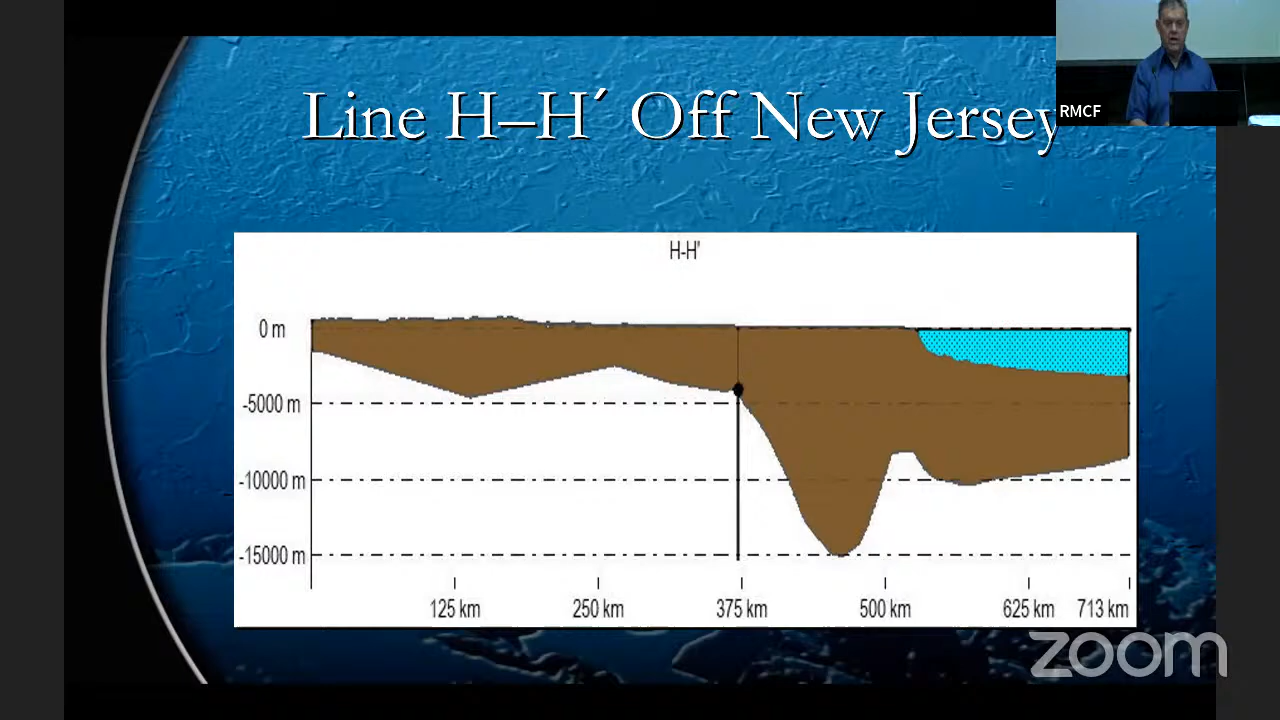 Line H–H´ Off New Jersey
RMCF
H-H'
0 m
-5000 m
-10000 m
-15000 m
125 km 250 km 375 km 500 km 625 km 713 km
zoom